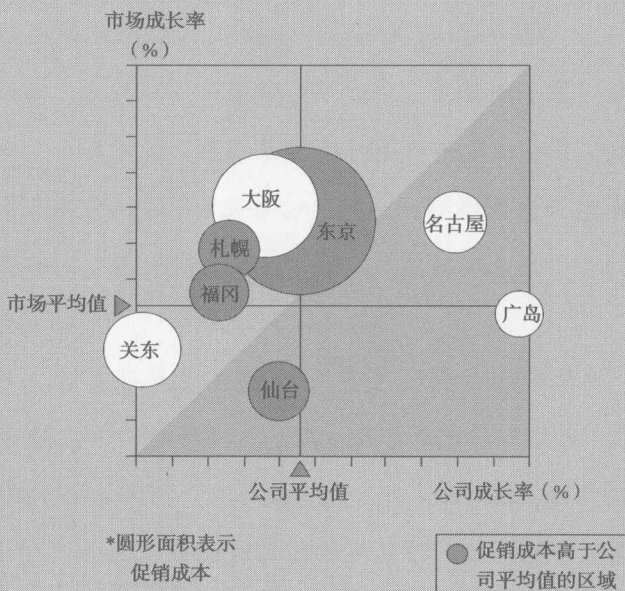 市场成长率
（%）
大阪
东京
名古屋
札幌
福冈
市场平均值
广岛
关东
仙台
公司平均值
公司成长率（%）
*圆形面积表示
促销成本
促销成本高于公
司平均值的区域